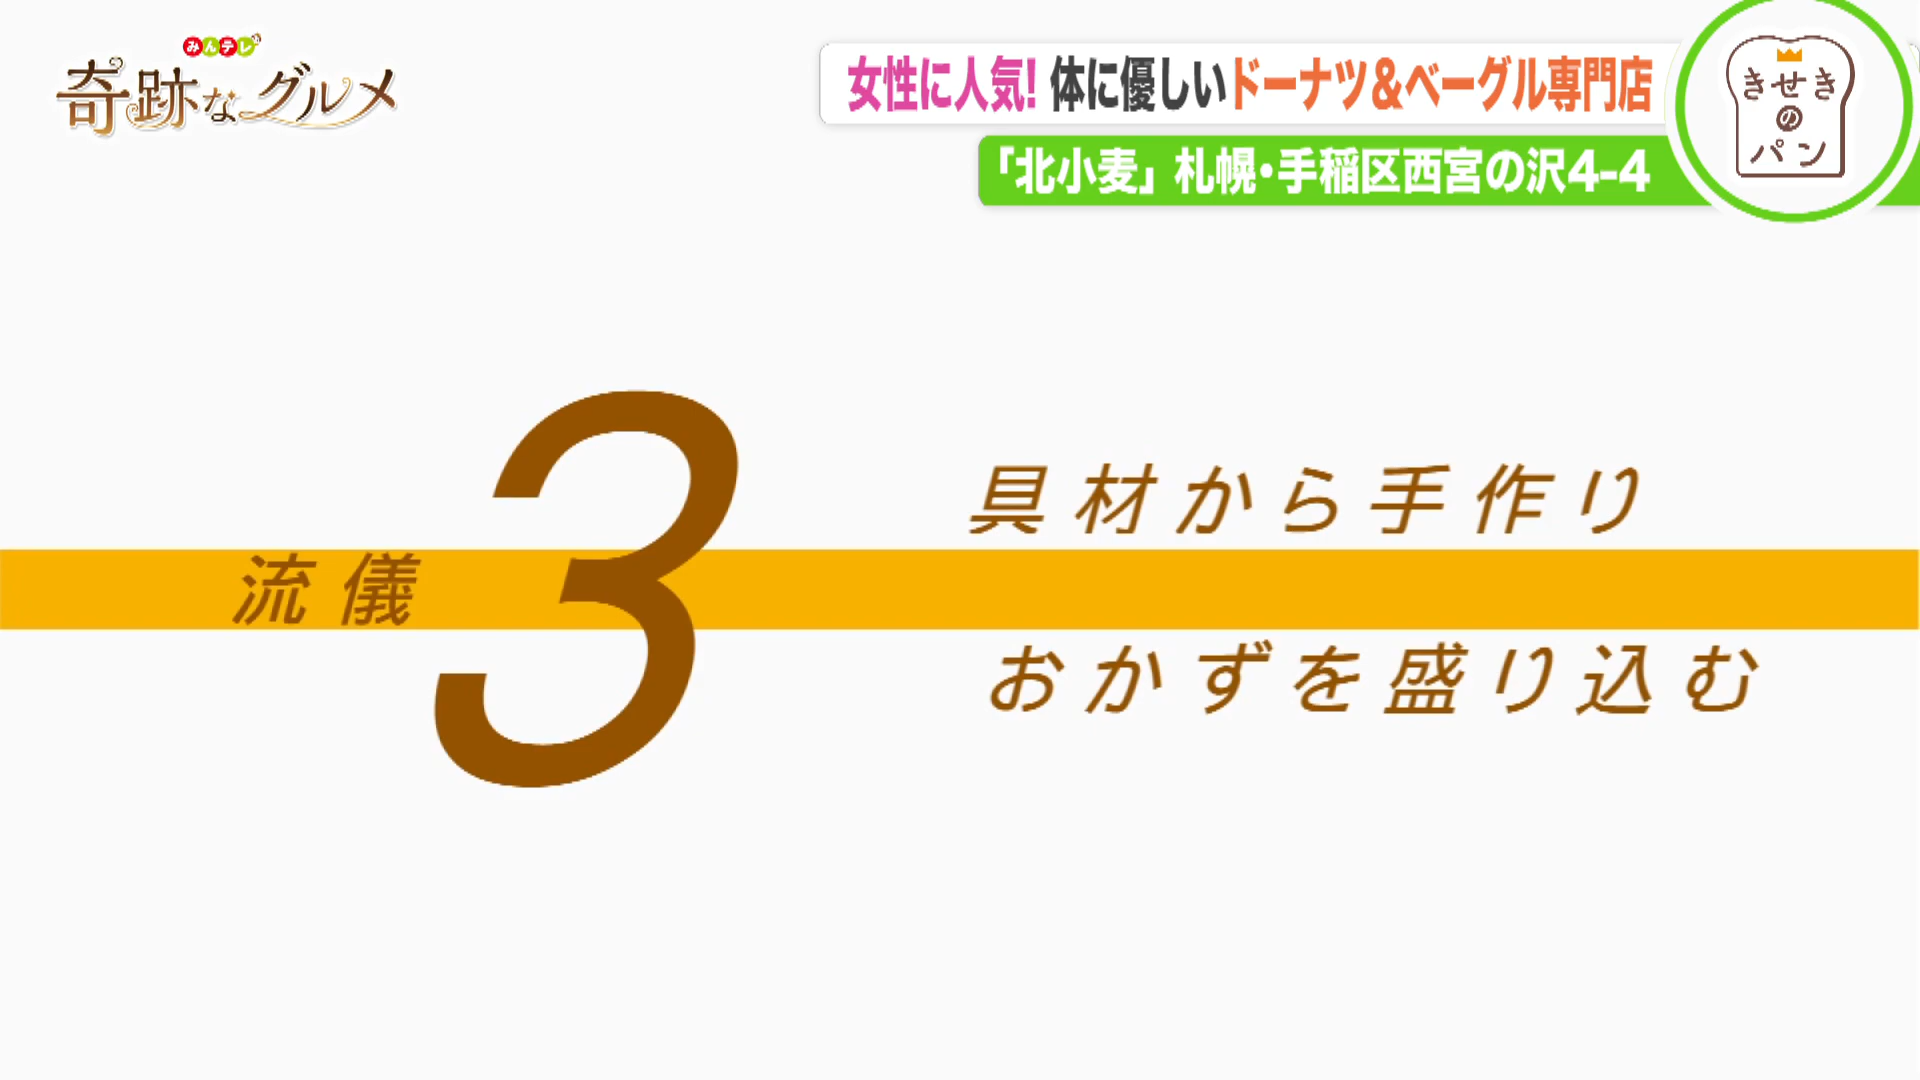 みんテレ
奇跡なグルメ
女性に人気！体に優しいドーナツ＆ベーグル専門店
「北小麦」札幌・手稲区西宮の沢4-4
きせき
の
パン
流儀
3
具材から手作り
おかずを盛り込む